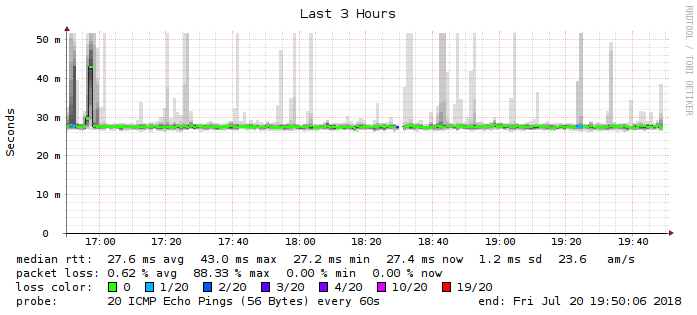 Last 3 Hours
RRDTOOL / TOBI OETIKER
Seconds
50 m
40 m
30 m
20 m
10 m
0
17:00 17:20 17:40 18:00 18:20 18:40 19:00 19:20 19:40
median rtt: 27.6 ms avg 43.0 ms max 27.2 ms min 27.4 ms now 1.2 ms sd 23.6 am/s
packet loss: 0.62 % avg 88.33 % max 0.00 % min 0.00 % now
loss color: 0 1/20 2/20 3/20 4/20 10/20 19/20
probe: 20 ICMP Echo Pings (56 Bytes) every 60s end: Fri Jul 20 19:50:06 2018